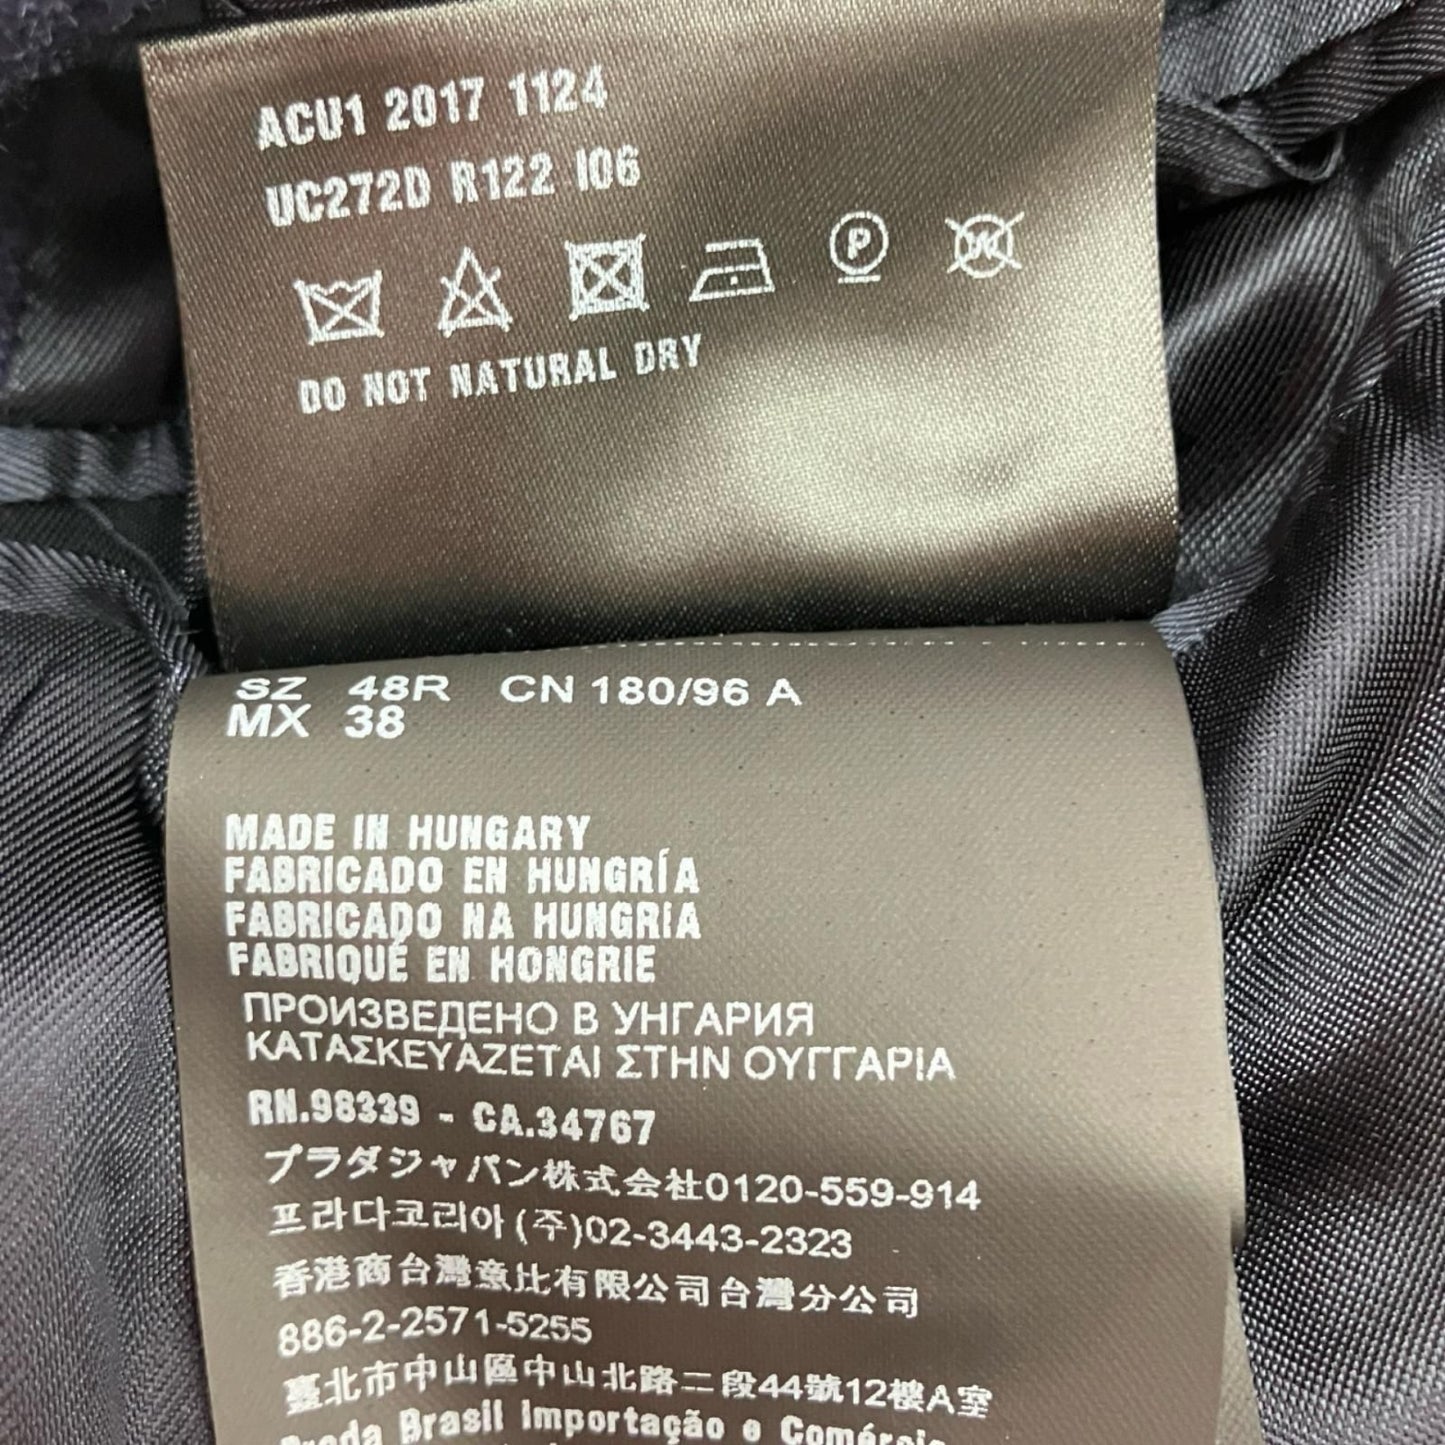 ACU1 2017 1124
UC272D R122 I06
P W
DO NOT NATURAL DRY
SZ 48R CN 180/96 A
MX 38
MADE IN HUNGARY
FABRICADO EN HUNGRÍA
FABRICADO NA HUNGRIA
FABRIQUÉ EN HONGRIE
ПРОИЗВЕДЕНО В УНГАРИЯ
ΚΑΤΑΣΚΕΥΑΖΕΤΑΙ ΣΤΗΝ ΟΥΓΓΑΡΙΑ
RN.98339 - CA.34767
プラダジャパン株式会社0120-559-914
프라다코리아(주)02-3443-2323
香港商台灣意比有限公司台灣分公司
886-2-2571-5255
臺北市中山區中山北路二段44號12樓A室
Prada Brasil Importação e Comércio